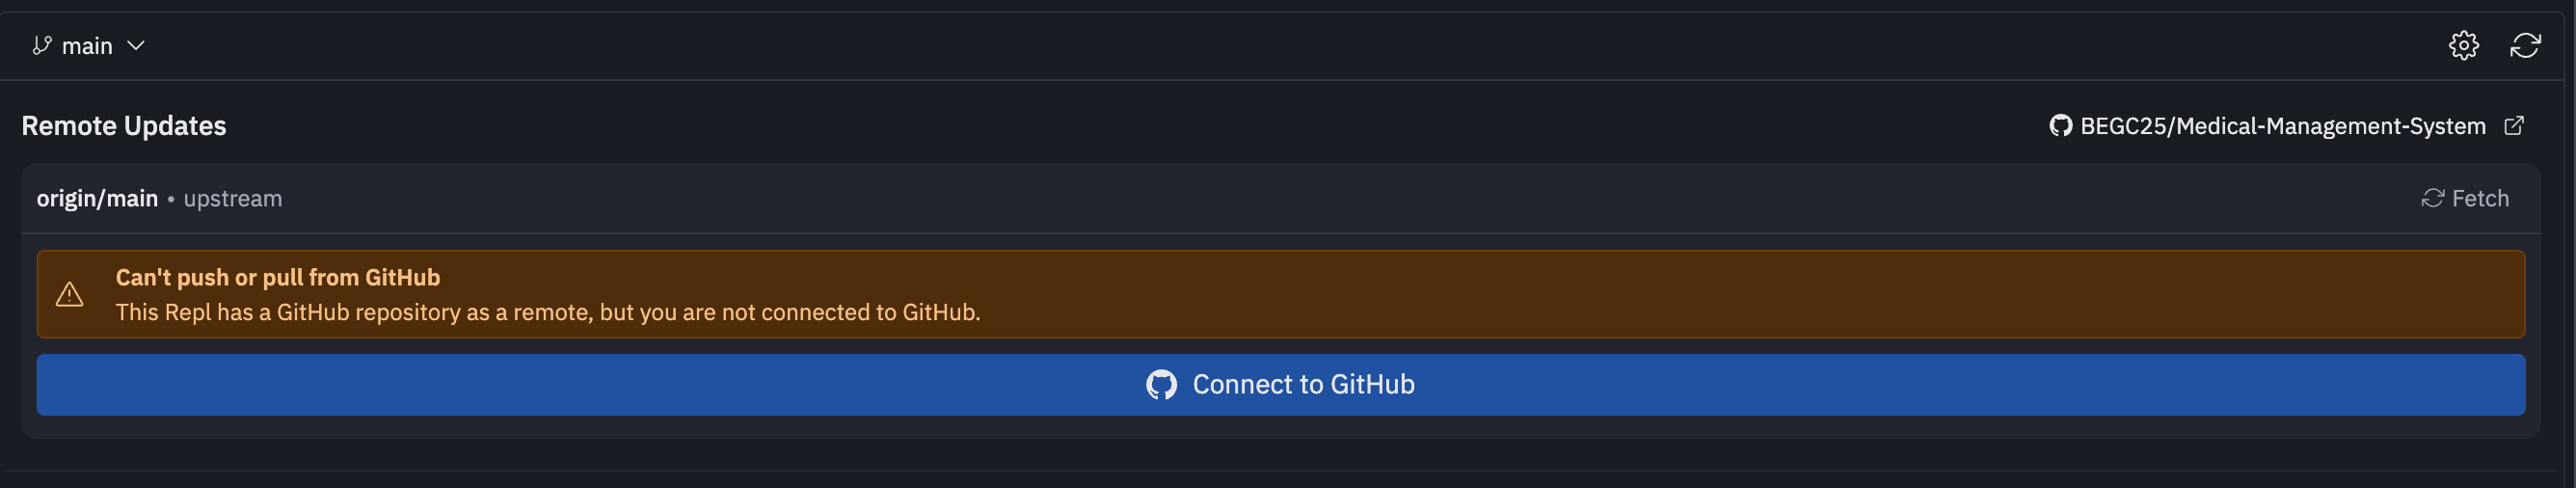 main
Remote Updates
BEGC25/Medical-Management-System
origin/main • upstream
Fetch
Can't push or pull from GitHub
This Repl has a GitHub repository as a remote, but you are not connected to GitHub.
Connect to GitHub